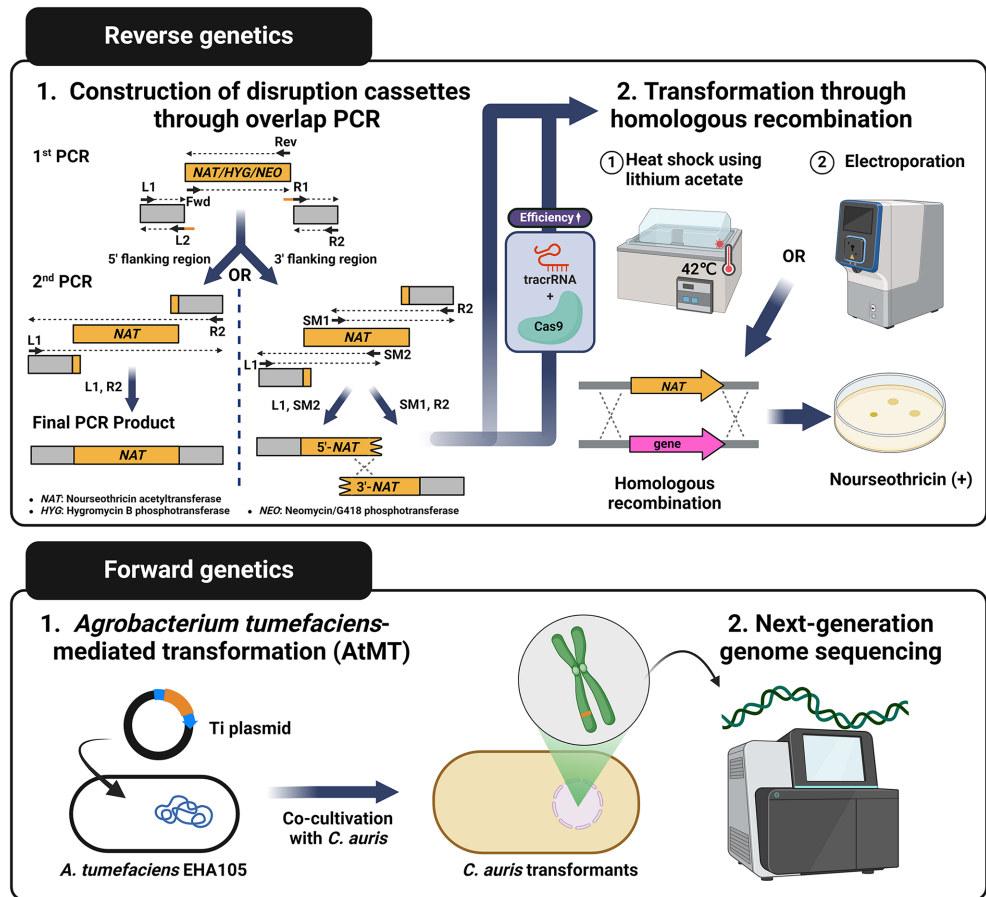 Reverse genetics
1. Construction of disruption cassettes
through overlap PCR
1st PCR
Rev
NAT/HYG/NEO
L1
Fwd
R1
L2
R2
5' flanking region
3' flanking region
OR
2nd PCR
R2
NAT
L1
L1, R2
Final PCR Product
NAT
R2
SM1
NAT
SM2
L1
L1, SM2
SM1, R2
5'-NAT
3'-NAT
• NAT: Nourseothricin acetyltransferase
• HYG: Hygromycin B phosphotransferase
• NEO: Neomycin/G418 phosphotransferase
Efficiency
tracrRNA
+
Cas9
2. Transformation through
homologous recombination
1 Heat shock using
lithium acetate
42℃
OR
2 Electroporation
NAT
gene
Homologous
recombination
Nourseothricin (+)
Forward genetics
1. Agrobacterium tumefaciens-
mediated transformation (AtMT)
Ti plasmid
A. tumefaciens EHA105
Co-cultivation
with C. auris
C. auris transformants
2. Next-generation
genome sequencing